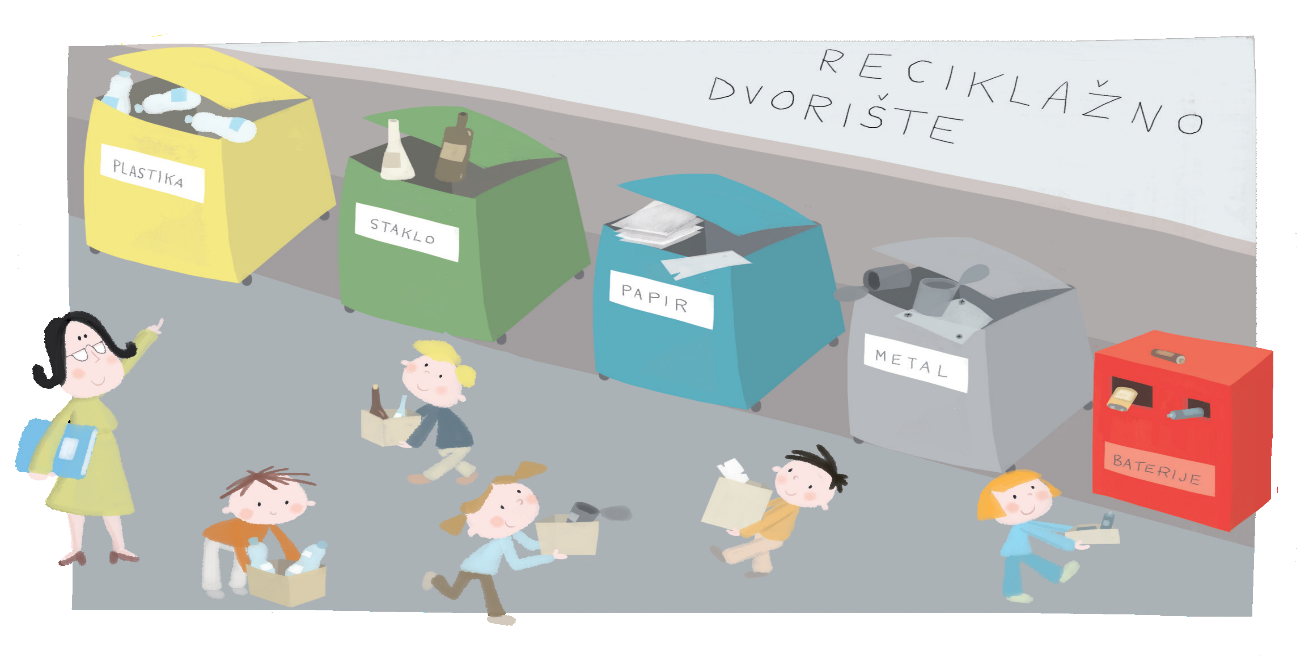 RECIKLAŽNO
DVORIŠTE
PLASTIKA
STAKLO
PAPIR
METAL
BATERIJE